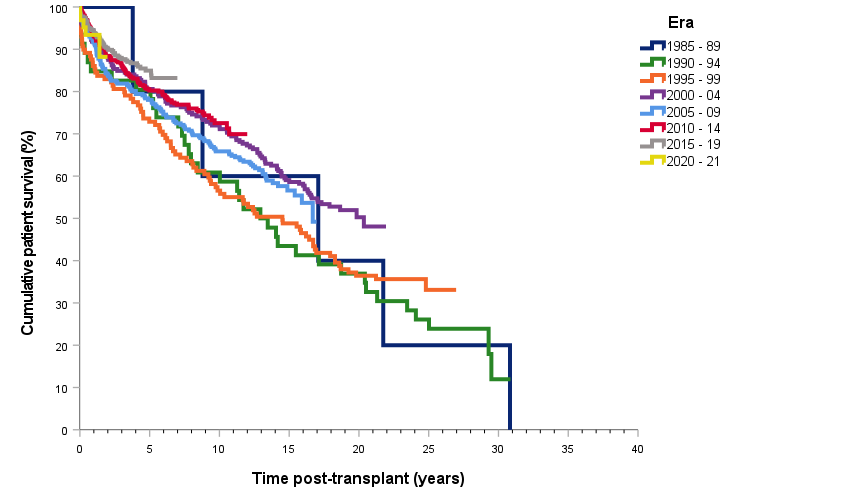 Era
1985 - 89
1990 - 94
1995 - 99
2000 - 04
2005 - 09
2010 - 14
2015 - 19
2020 - 21
Cumulative patient survival (%)
100
90
80
70
60
50
40
30
20
10
0
0 5 10 15 20 25 30 35 40
Time post-transplant (years)